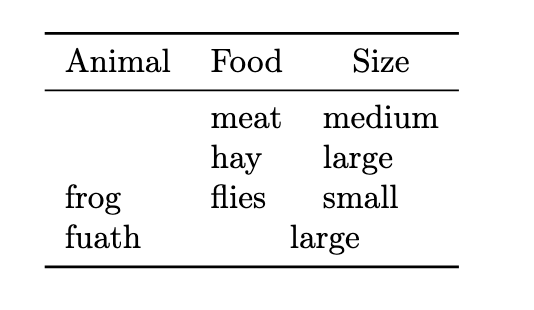 Animal Food Size
meat medium
hay large
frog flies small
fuath large